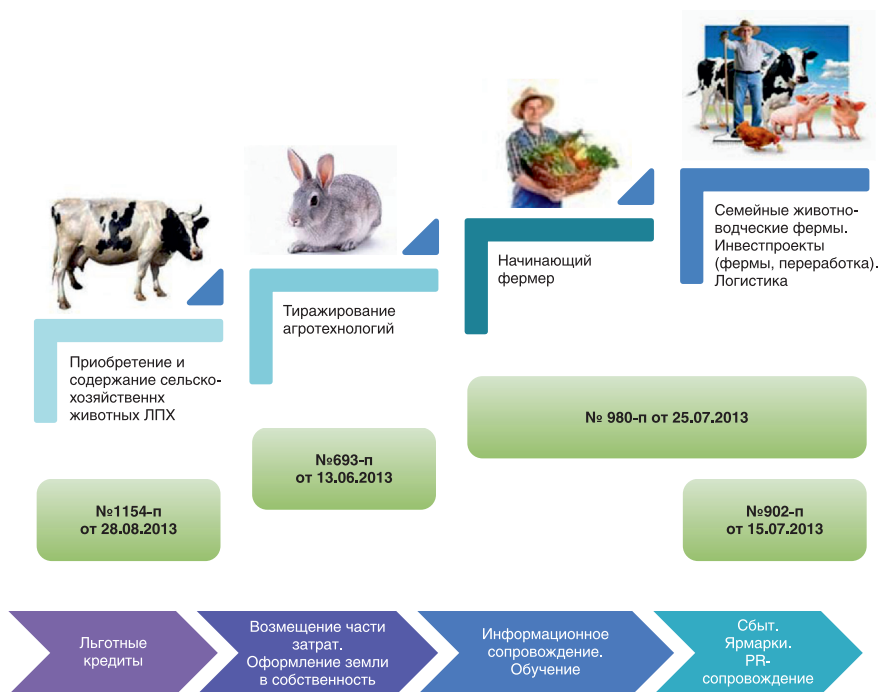 Приобретение и
содержание сельско-
хозяйственнх
животных ЛПХ
Тиражирование
агротехнологий
Начинающий
фермер
Семейные животно-
водческие фермы.
Инвестпроекты
(фермы, переработка).
Логистика
№1154-п
от 28.08.2013
№693-п
от 13.06.2013
№ 980-п от 25.07.2013
№902-п
от 15.07.2013
Льготные
кредиты
Возмещение части
затрат.
Оформление земли
в собственность
Информационное
сопровождение.
Обучение
Сбыт.
Ярмарки.
PR-
сопровождение